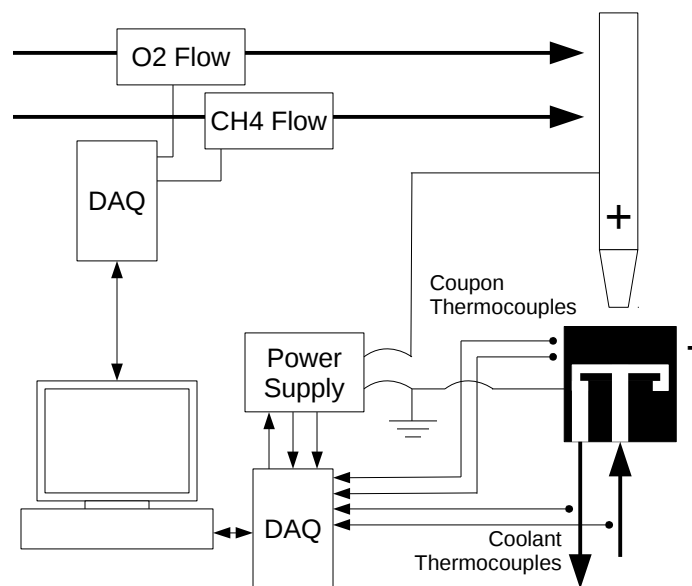 O2 Flow
CH4 Flow
DAQ
+
Coupon
Thermocouples
-
Power
Supply
DAQ
Coolant
Thermocouples